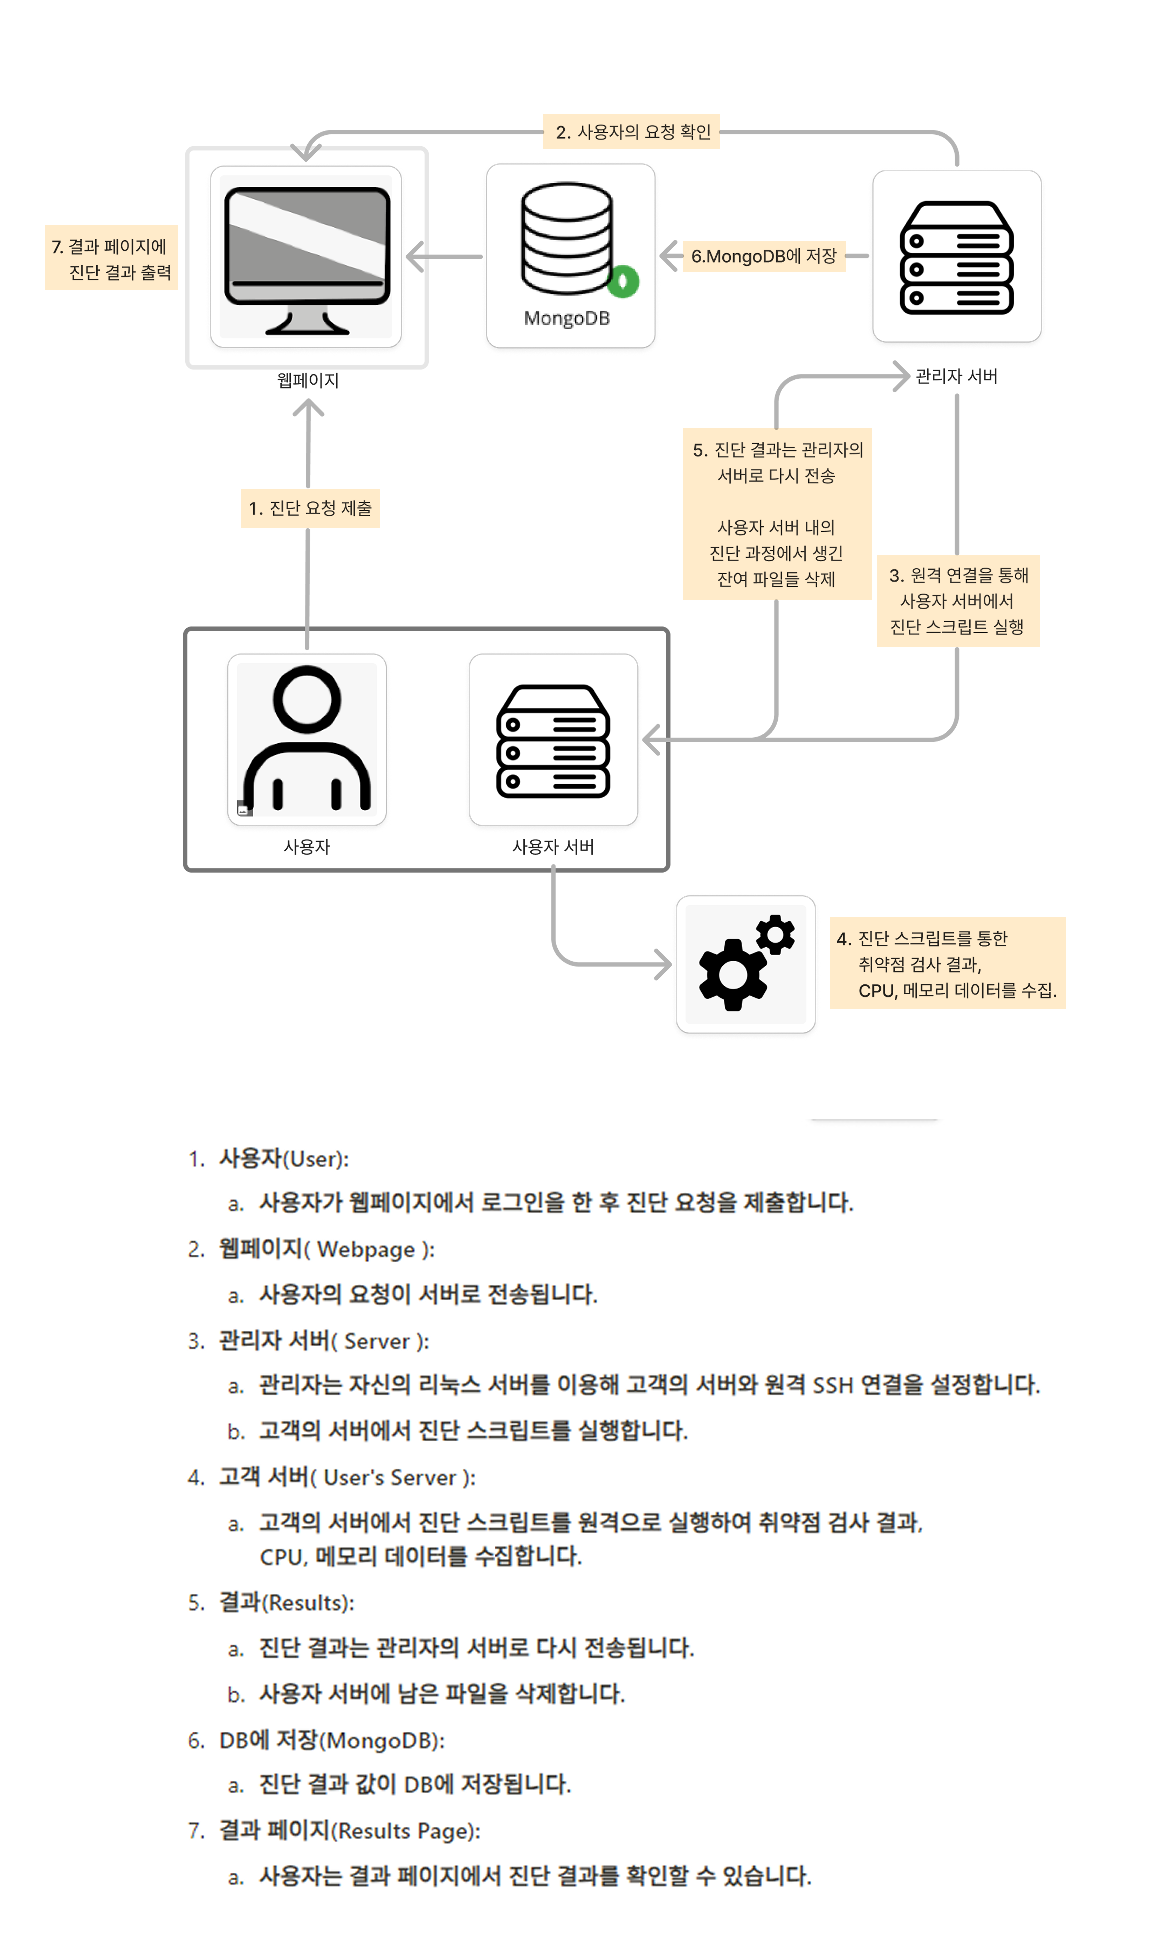 2. 사용자의 요청 확인
7. 결과 페이지에
진단 결과 출력
6.MongoDB에 저장
MongoDB
웹페이지
관리자 서버
5. 진단 결과는 관리자의
서버로 다시 전송
사용자 서버 내의
진단 과정에서 생긴
잔여 파일들 삭제
1. 진단 요청 제출
3. 원격 연결을 통해
사용자 서버에서
진단 스크립트 실행
사용자
사용자 서버
4. 진단 스크립트를 통한
취약점 검사 결과,
CPU, 메모리 데이터를 수집.
1. 사용자(User):
a. 사용자가 웹페이지에서 로그인을 한 후 진단 요청을 제출합니다.
2. 웹페이지( Webpage ):
a. 사용자의 요청이 서버로 전송됩니다.
3. 관리자 서버( Server ):
a. 관리자는 자신의 리눅스 서버를 이용해 고객의 서버와 원격 SSH 연결을 설정합니다.
b. 고객의 서버에서 진단 스크립트를 실행합니다.
4. 고객 서버( User's Server ):
a. 고객의 서버에서 진단 스크립트를 원격으로 실행하여 취약점 검사 결과,
CPU, 메모리 데이터를 수집합니다.
5. 결과(Results):
a. 진단 결과는 관리자의 서버로 다시 전송됩니다.
b. 사용자 서버에 남은 파일을 삭제합니다.
6. DB에 저장(MongoDB):
a. 진단 결과 값이 DB에 저장됩니다.
7. 결과 페이지(Results Page):
a. 사용자는 결과 페이지에서 진단 결과를 확인할 수 있습니다.